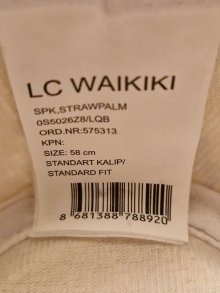 LC WAIKIKI
SPK,STRAWPALM
0S5026Z8/LQB
ORD.NR:575313
KPN:
SIZE: 58 cm
STANDART KALIP/
STANDARD FIT
8 681388 788920